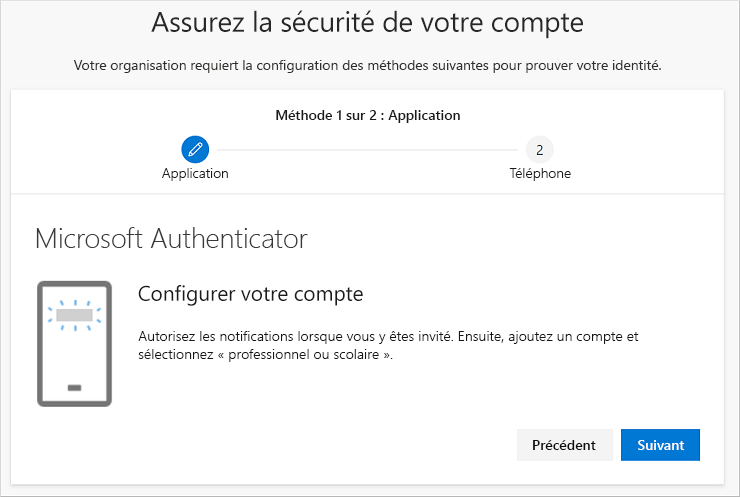 Assurez la sécurité de votre compte
Votre organisation requiert la configuration des méthodes suivantes pour prouver votre identité.
Méthode 1 sur 2 : Application
2
Application
Téléphone
Microsoft Authenticator
Configurer votre compte
Autorisez les notifications lorsque vous y êtes invité. Ensuite, ajoutez un compte et
sélectionnez « professionnel ou scolaire ».
Précédent
Suivant